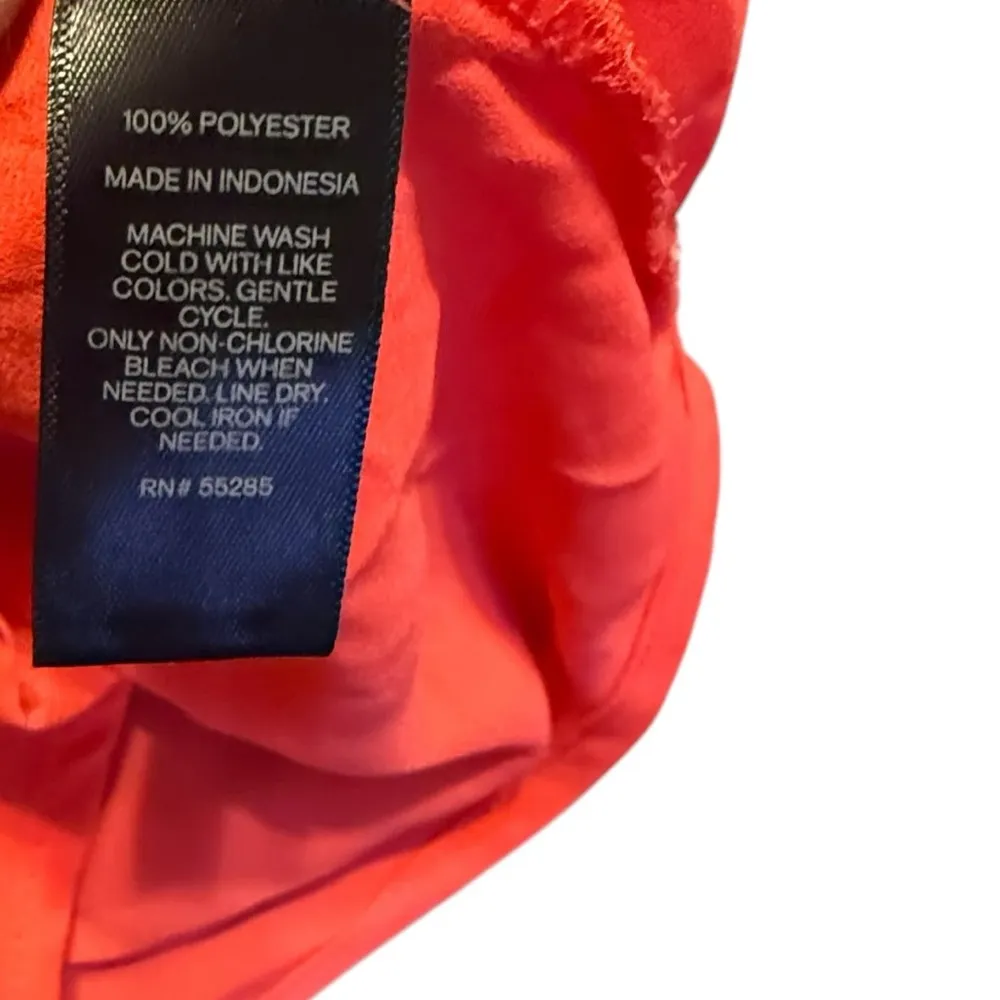 100% POLYESTER
MADE IN INDONESIA
MACHINE WASH
COLD WITH LIKE
COLORS. GENTLE
CYCLE.
ONLY NON-CHLORINE
BLEACH WHEN
NEEDED. LINE DRY.
COOL IRON IF
NEEDED.
RN# 55285